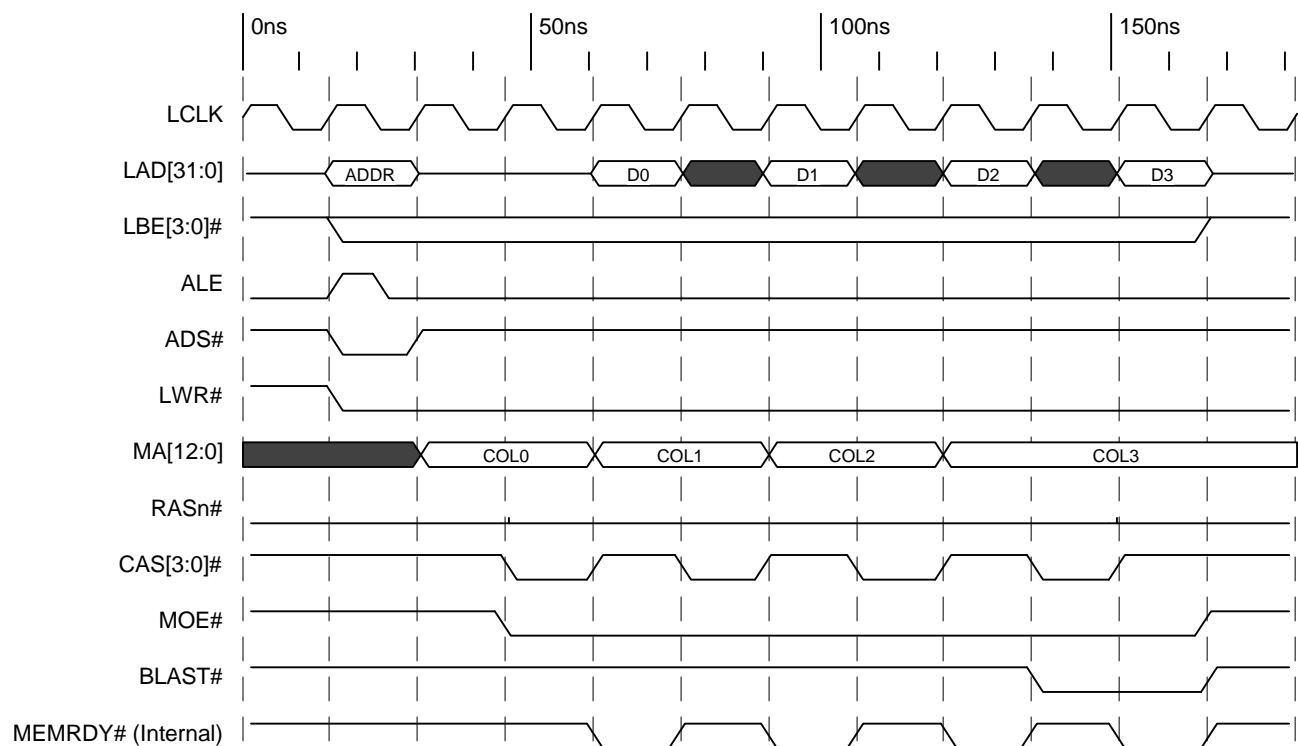 0ns 50ns 100ns 150ns
LCLK
LAD[31:0] ADDR D0 D1 D2 D3
LBE[3:0]#
ALE
ADS#
LWR#
MA[12:0] COL0 COL1 COL2 COL3
RASn#
CAS[3:0]#
MOE#
BLAST#
MEMRDY# (Internal)